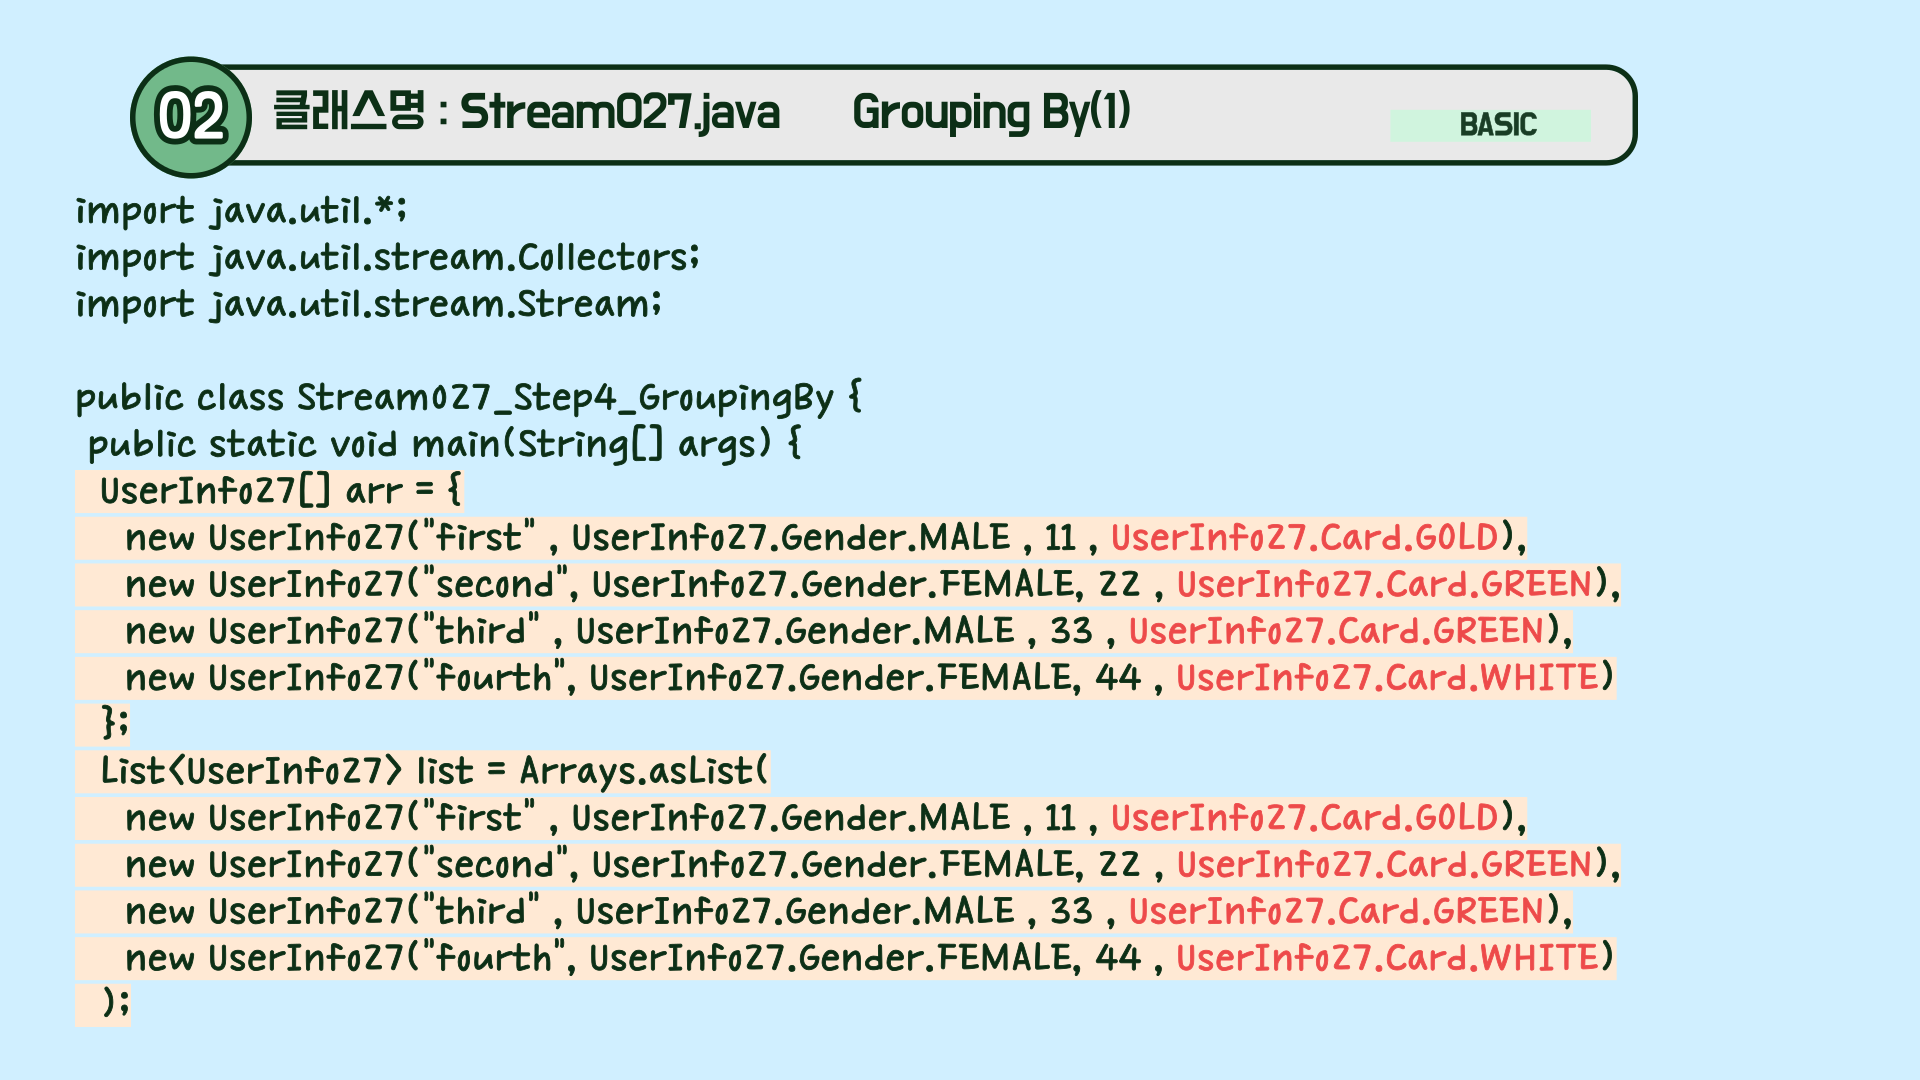 02 클래스명 : Stream027.java Grouping By(1) BASIC
import java.util.*;
import java.util.stream.Collectors;
import java.util.stream.Stream;
public class Stream027_Step4_GroupingBy {
public static void main(String[] args) {
UserInfo27[] arr = {
new UserInfo27("first" , UserInfo27.Gender.MALE , 11 , UserInfo27.Card.GOLD),
new UserInfo27("second", UserInfo27.Gender.FEMALE, 22 , UserInfo27.Card.GREEN),
new UserInfo27("third" , UserInfo27.Gender.MALE , 33 , UserInfo27.Card.GREEN),
new UserInfo27("fourth", UserInfo27.Gender.FEMALE, 44 , UserInfo27.Card.WHITE)
};
List<UserInfo27> list = Arrays.asList(
new UserInfo27("first" , UserInfo27.Gender.MALE , 11 , UserInfo27.Card.GOLD),
new UserInfo27("second", UserInfo27.Gender.FEMALE, 22 , UserInfo27.Card.GREEN),
new UserInfo27("third" , UserInfo27.Gender.MALE , 33 , UserInfo27.Card.GREEN),
new UserInfo27("fourth", UserInfo27.Gender.FEMALE, 44 , UserInfo27.Card.WHITE)
);